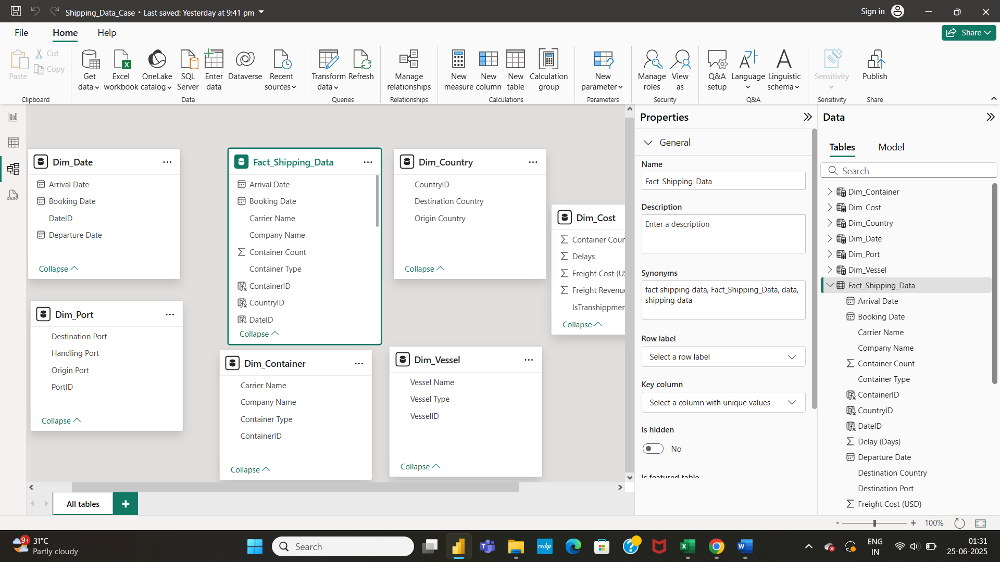 Shipping_Data_Case • Last saved: Yesterday at 9:41 pm
Sign in
File
Home
Help
Share
Paste
Cut
Copy
Clipboard
Get data
Excel workbook
OneLake catalog
SQL Server
Enter data
Dataverse
Recent sources
Data
Transform data
Refresh
Queries
Manage relationships
Relationships
New measure
New column
New table
Calculation group
Calculations
New parameter
Parameters
Manage roles
View as
Security
Q&A setup
Language
Linguistic schema
Q&A
Sensitivity
Sensitivity
Publish
Share
DAX
Dim_Date
Arrival Date
Booking Date
DateID
Departure Date
Collapse
Fact_Shipping_Data
Arrival Date
Booking Date
Carrier Name
Company Name
Container Count
Container Type
ContainerID
CountryID
DateID
Collapse
Dim_Country
CountryID
Destination Country
Origin Country
Collapse
Dim_Cost
Container Coun
Delays
Freight Cost (US
Freight Revenue
IsTranshippmen
Collapse
Dim_Port
Destination Port
Handling Port
Origin Port
PortID
Collapse
Dim_Container
Carrier Name
Company Name
Container Type
ContainerID
Collapse
Dim_Vessel
Vessel Name
Vessel Type
VesselID
Collapse
All tables
Properties
General
Name
Fact_Shipping_Data
Description
Enter a description
Synonyms
fact shipping data, Fact_Shipping_Data, data,
shipping data
Row label
Select a row label
Key column
Select a column with unique values
Is hidden
No
Is featured table
Data
Tables
Model
Search
Dim_Container
Dim_Cost
Dim_Country
Dim_Date
Dim_Port
Dim_Vessel
Fact_Shipping_Data
Arrival Date
Booking Date
Carrier Name
Company Name
Container Count
Container Type
ContainerID
CountryID
DateID
Delay (Days)
Departure Date
Destination Country
Destination Port
Freight Cost (USD)
- + 100%
9+
31°C
Partly cloudy
Search
myhp
ENG
IN
01:31
25-06-2025